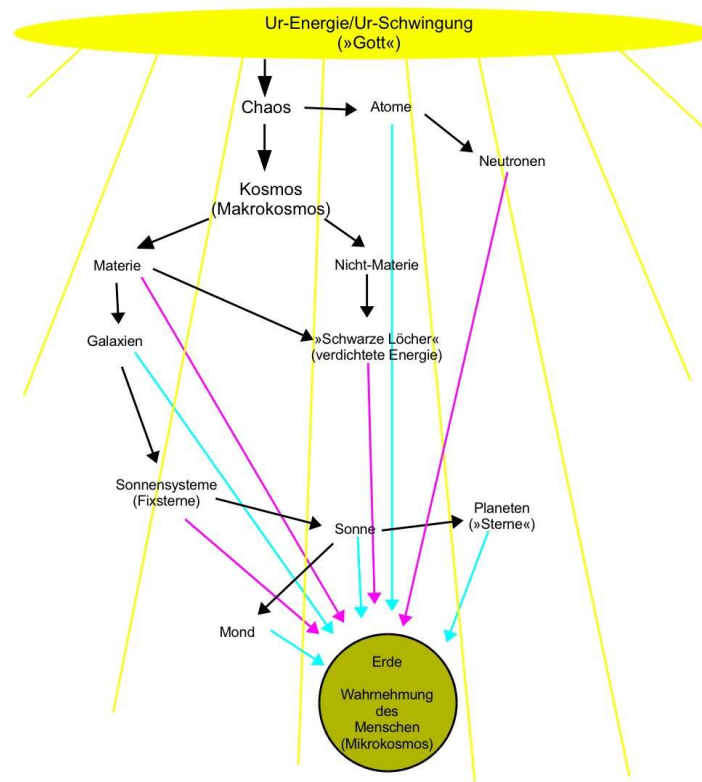 Ur-Energie/Ur-Schwingung
(»Gott«)
Chaos
Atome
Neutronen
Kosmos
(Makrokosmos)
Materie
Nicht-Materie
Galaxien
»Schwarze Löcher«
(verdichtete Energie)
Sonnensysteme
(Fixsterne)
Sonne
Planeten
(»Sterne«)
Mond
Erde
Wahrnehmung
des
Menschen
(Mikrokosmos)